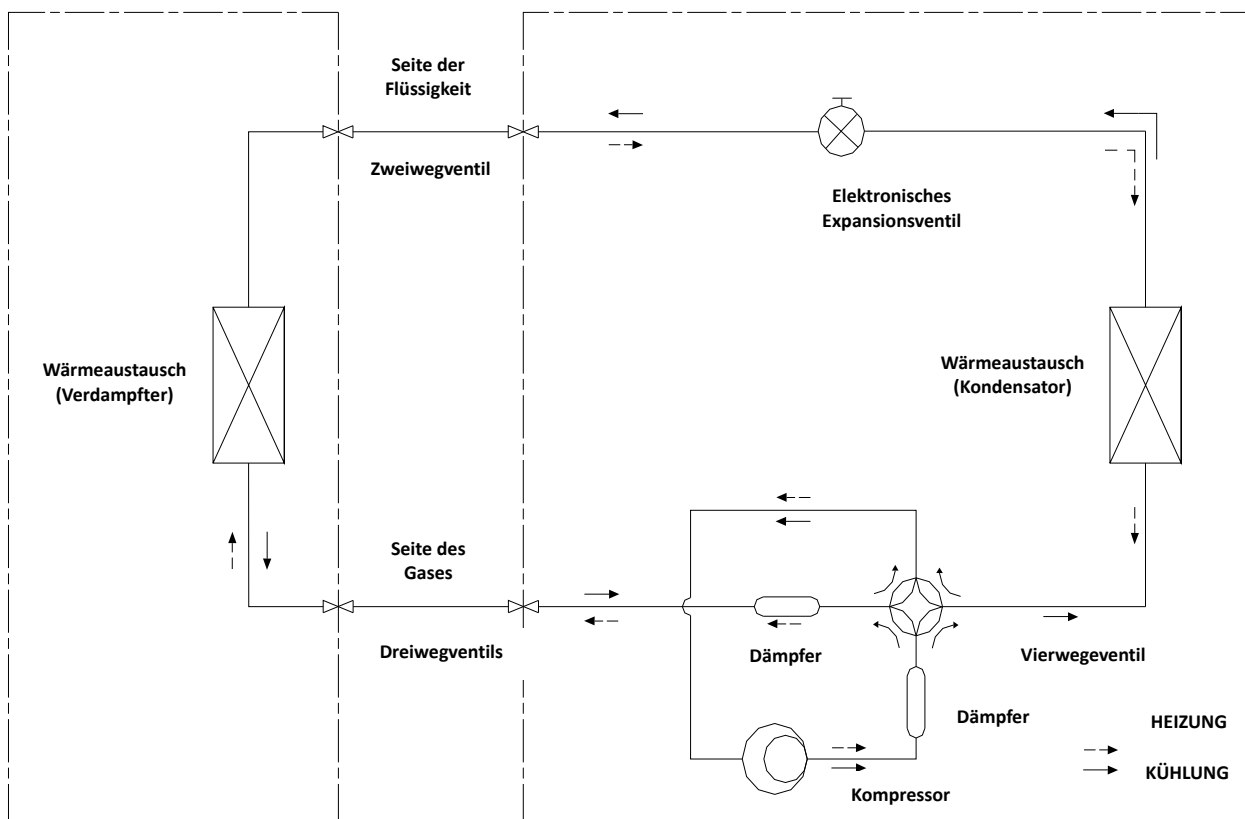 Seite der
Flüssigkeit
Zweiwegventil
Elektronisches
Expansionsventil
Wärmeaustausch
(Verdampfter)
Wärmeaustausch
(Kondensator)
Seite des
Gases
Dreiwegventils
Dämpfer
Vierwegeventil
Dämpfer
HEIZUNG
KÜHLUNG
Kompressor